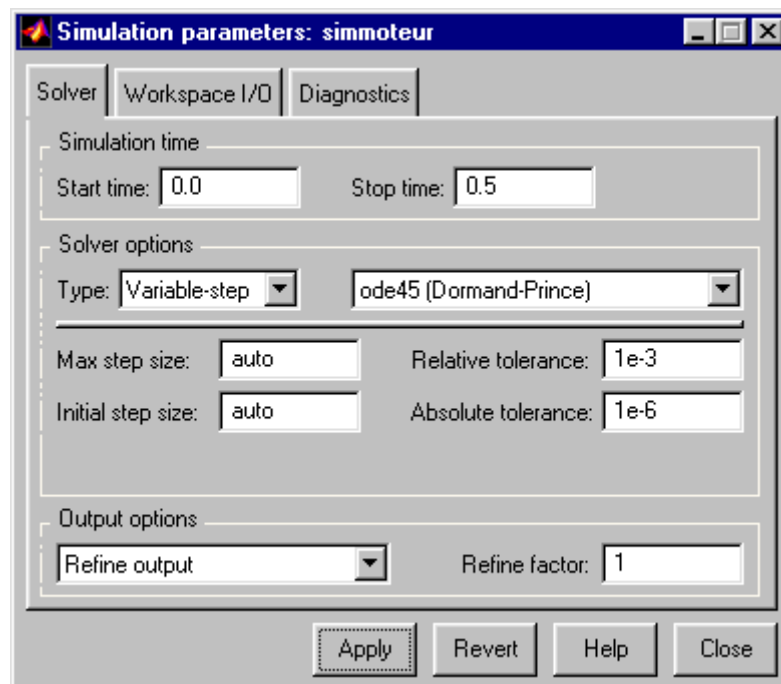 Simulation parameters: simmoteur
Solver Workspace I/O Diagnostics
Simulation time
Start time: 0.0 Stop time: 0.5
Solver options
Type: Variable-step ode45 (Dormand-Prince)
Max step size: auto Relative tolerance: 1e-3
Initial step size: auto Absolute tolerance: 1e-6
Output options
Refine output Refine factor: 1
Apply Revert Help Close